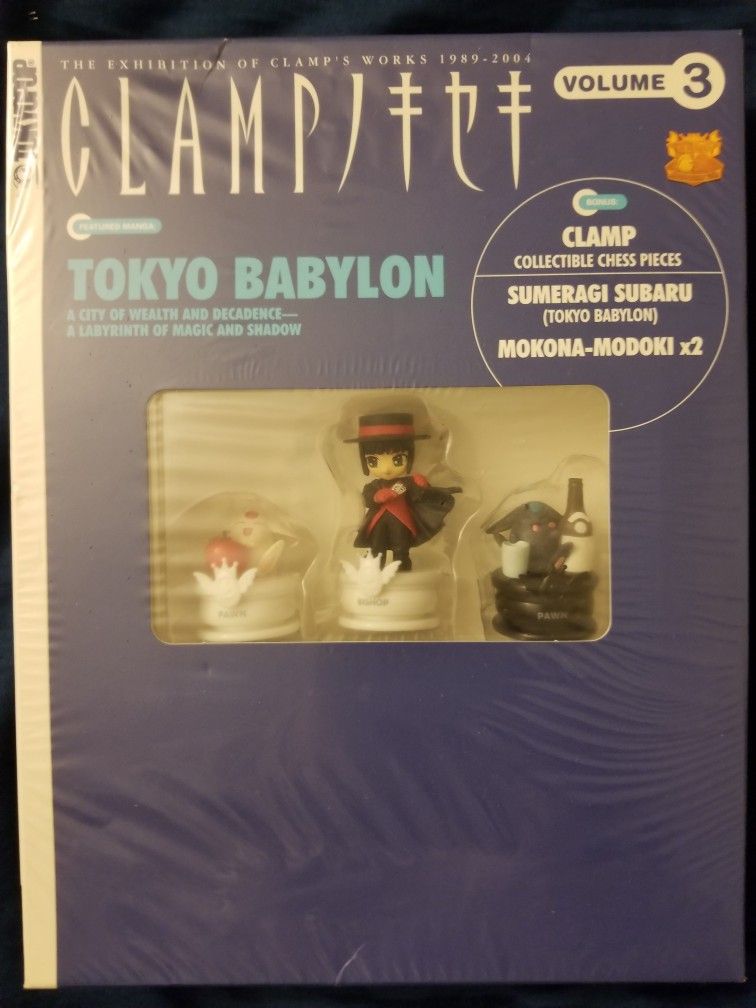 TOKYOPOP
THE EXHIBITION OF CLAMP'S WORKS 1989-2004
CLAMPノキセキ
VOLUME 3
FEATURED MANGA
TOKYO BABYLON
A CITY OF WEALTH AND DECADENCE—
A LABYRINTH OF MAGIC AND SHADOW
BONUS:
CLAMP
COLLECTIBLE CHESS PIECES
SUMERAGI SUBARU
(TOKYO BABYLON)
MOKONA-MODOKI x2
PAWN
BISHOP
PAWN